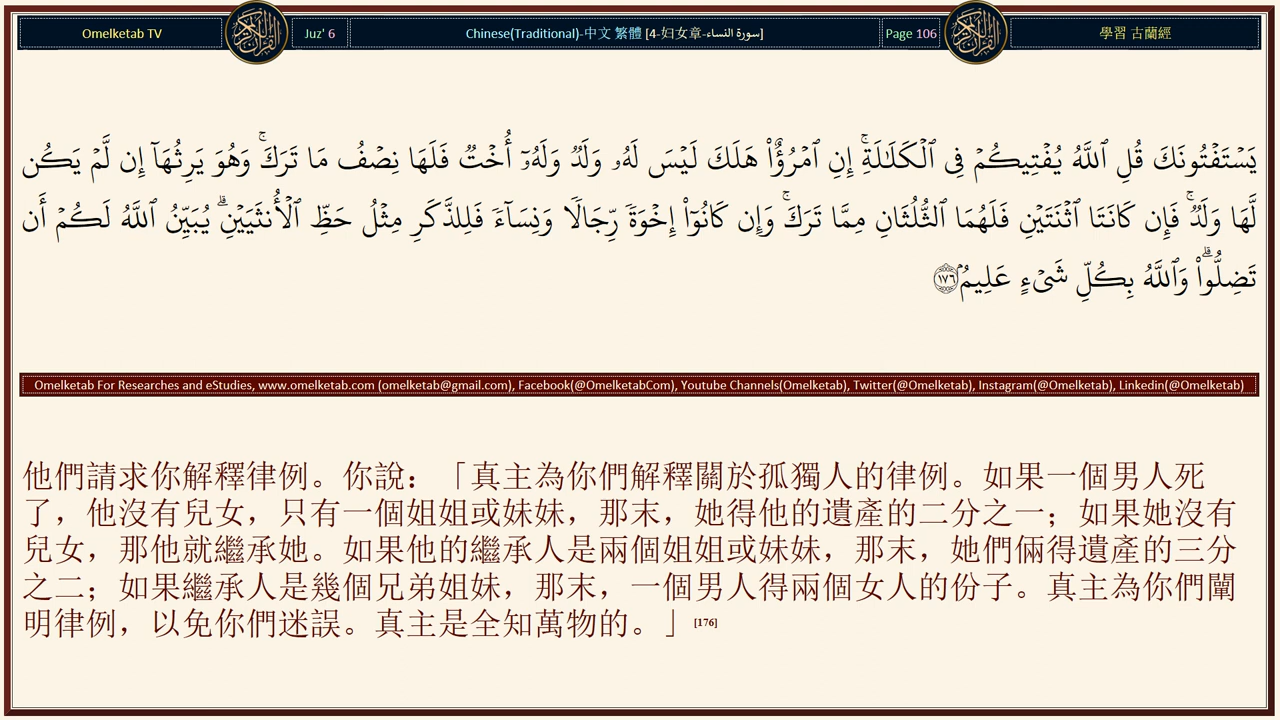 Omelketab TV
Juz' 6
Chinese(Traditional)-中文 繁體 [4-妇女章-سورة النساء]
Page 106
學習 古蘭經
يَسْتَفْتُونَكَ قُلِ ٱللَّهُ يُفْتِيكُمْ فِى ٱلْكَلَٰلَةِ ۚ إِنِ ٱمْرُؤٌا۟ هَلَكَ لَيْسَ لَهُۥ وَلَدٌ وَلَهُۥٓ أُخْتٌ فَلَهَا نِصْفُ مَا تَرَكَ ۚ وَهُوَ يَرِثُهَآ إِن لَّمْ يَكُن
لَّهَا وَلَدٌ ۚ فَإِن كَانَتَا ٱثْنَتَيْنِ فَلَهُمَا ٱلثُّلُثَانِ مِمَّا تَرَكَ ۚ وَإِن كَانُوٓا۟ إِخْوَةً رِّجَالًا وَنِسَآءً فَلِلذَّكَرِ مِثْلُ حَظِّ ٱلْأُنثَيَيْنِ ۗ يُبَيِّنُ ٱللَّهُ لَكُمْ أَن
تَضِلُّوا۟ ۗ وَٱللَّهُ بِكُلِّ شَىْءٍ عَلِيمٌۢ ١٧٦
Omelketab For Researches and eStudies, www.omelketab.com (omelketab@gmail.com), Facebook(@OmelketabCom), Youtube Channels(Omelketab), Twitter(@Omelketab), Instagram(@Omelketab), Linkedin(@Omelketab)
他們請求你解釋律例。你說：「真主為你們解釋關於孤獨人的律例。如果一個男人死
了，他沒有兒女，只有一個姐姐或妹妹，那末，她得他的遺產的二分之一；如果她沒有
兒女，那他就繼承她。如果他的繼承人是兩個姐姐或妹妹，那末，她們倆得遺產的三分
之二；如果繼承人是幾個兄弟姐妹，那末，一個男人得兩個女人的份子。真主為你們闡
明律例，以免你們迷誤。真主是全知萬物的。」 [176]